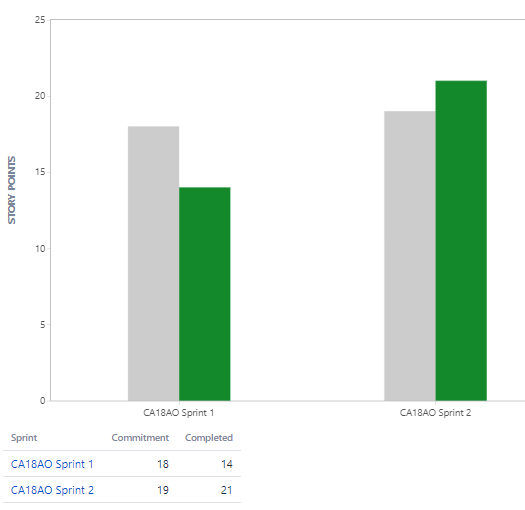 25
20
15
10
5
0
STORY POINTS
CA18AO Sprint 1 CA18AO Sprint 2
Sprint Commitment Completed
CA18AO Sprint 1 18 14
CA18AO Sprint 2 19 21